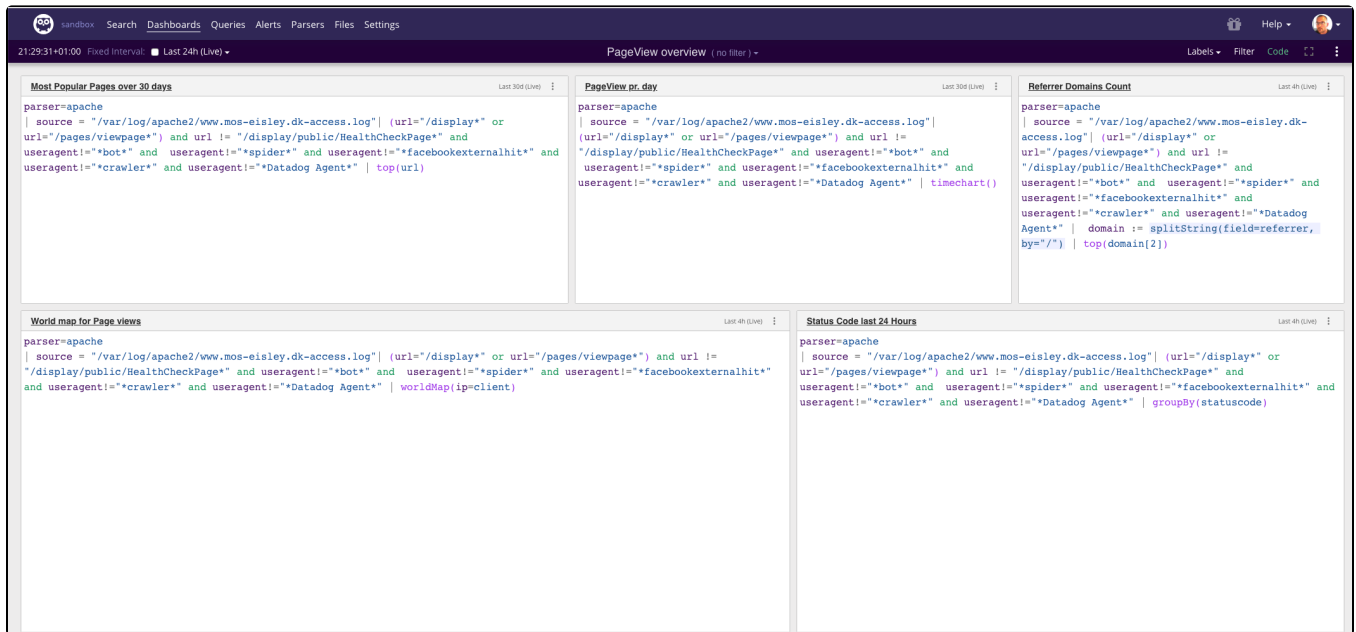 sandbox Search Dashboards Queries Alerts Parsers Files Settings Help
21:29:31+01:00 Fixed Interval: Last 24h (Live) PageView overview ( no filter ) Labels Filter Code
Most Popular Pages over 30 days Last 30d (Live)
parser=apache
| source = "/var/log/apache2/www.mos-eisley.dk-access.log"| (url="/display*" or
url="/pages/viewpage*") and url != "/display/public/HealthCheckPage*" and
useragent!="*bot*" and  useragent!="*spider*" and useragent!="*facebookexternalhit*" and
useragent!="*crawler*" and useragent!="*Datadog Agent*" | top(url)
PageView pr. day Last 30d (Live)
parser=apache
| source = "/var/log/apache2/www.mos-eisley.dk-access.log"|
(url="/display*" or url="/pages/viewpage*") and url !=
"/display/public/HealthCheckPage*" and useragent!="*bot*" and
useragent!="*spider*" and useragent!="*facebookexternalhit*" and
useragent!="*crawler*" and useragent!="*Datadog Agent*" | timechart()
Referrer Domains Count Last 4h (Live)
parser=apache
| source = "/var/log/apache2/www.mos-eisley.dk-
access.log"| (url="/display*" or
url="/pages/viewpage*") and url !=
"/display/public/HealthCheckPage*" and
useragent!="*bot*" and  useragent!="*spider*" and
useragent!="*facebookexternalhit*" and
useragent!="*crawler*" and useragent!="*Datadog
Agent*" |  domain := splitString(field=referrer,
by="/") | top(domain[2])
World map for Page views Last 4h (Live)
parser=apache
| source = "/var/log/apache2/www.mos-eisley.dk-access.log"| (url="/display*" or url="/pages/viewpage*") and url !=
"/display/public/HealthCheckPage*" and useragent!="*bot*" and  useragent!="*spider*" and useragent!="*facebookexternalhit*"
and useragent!="*crawler*" and useragent!="*Datadog Agent*" | worldMap(ip=client)
Status Code last 24 Hours Last 4h (Live)
parser=apache
| source = "/var/log/apache2/www.mos-eisley.dk-access.log"| (url="/display*" or
url="/pages/viewpage*") and url != "/display/public/HealthCheckPage*" and
useragent!="*bot*" and  useragent!="*spider*" and useragent!="*facebookexternalhit*" and
useragent!="*crawler*" and useragent!="*Datadog Agent*" | groupBy(statuscode)